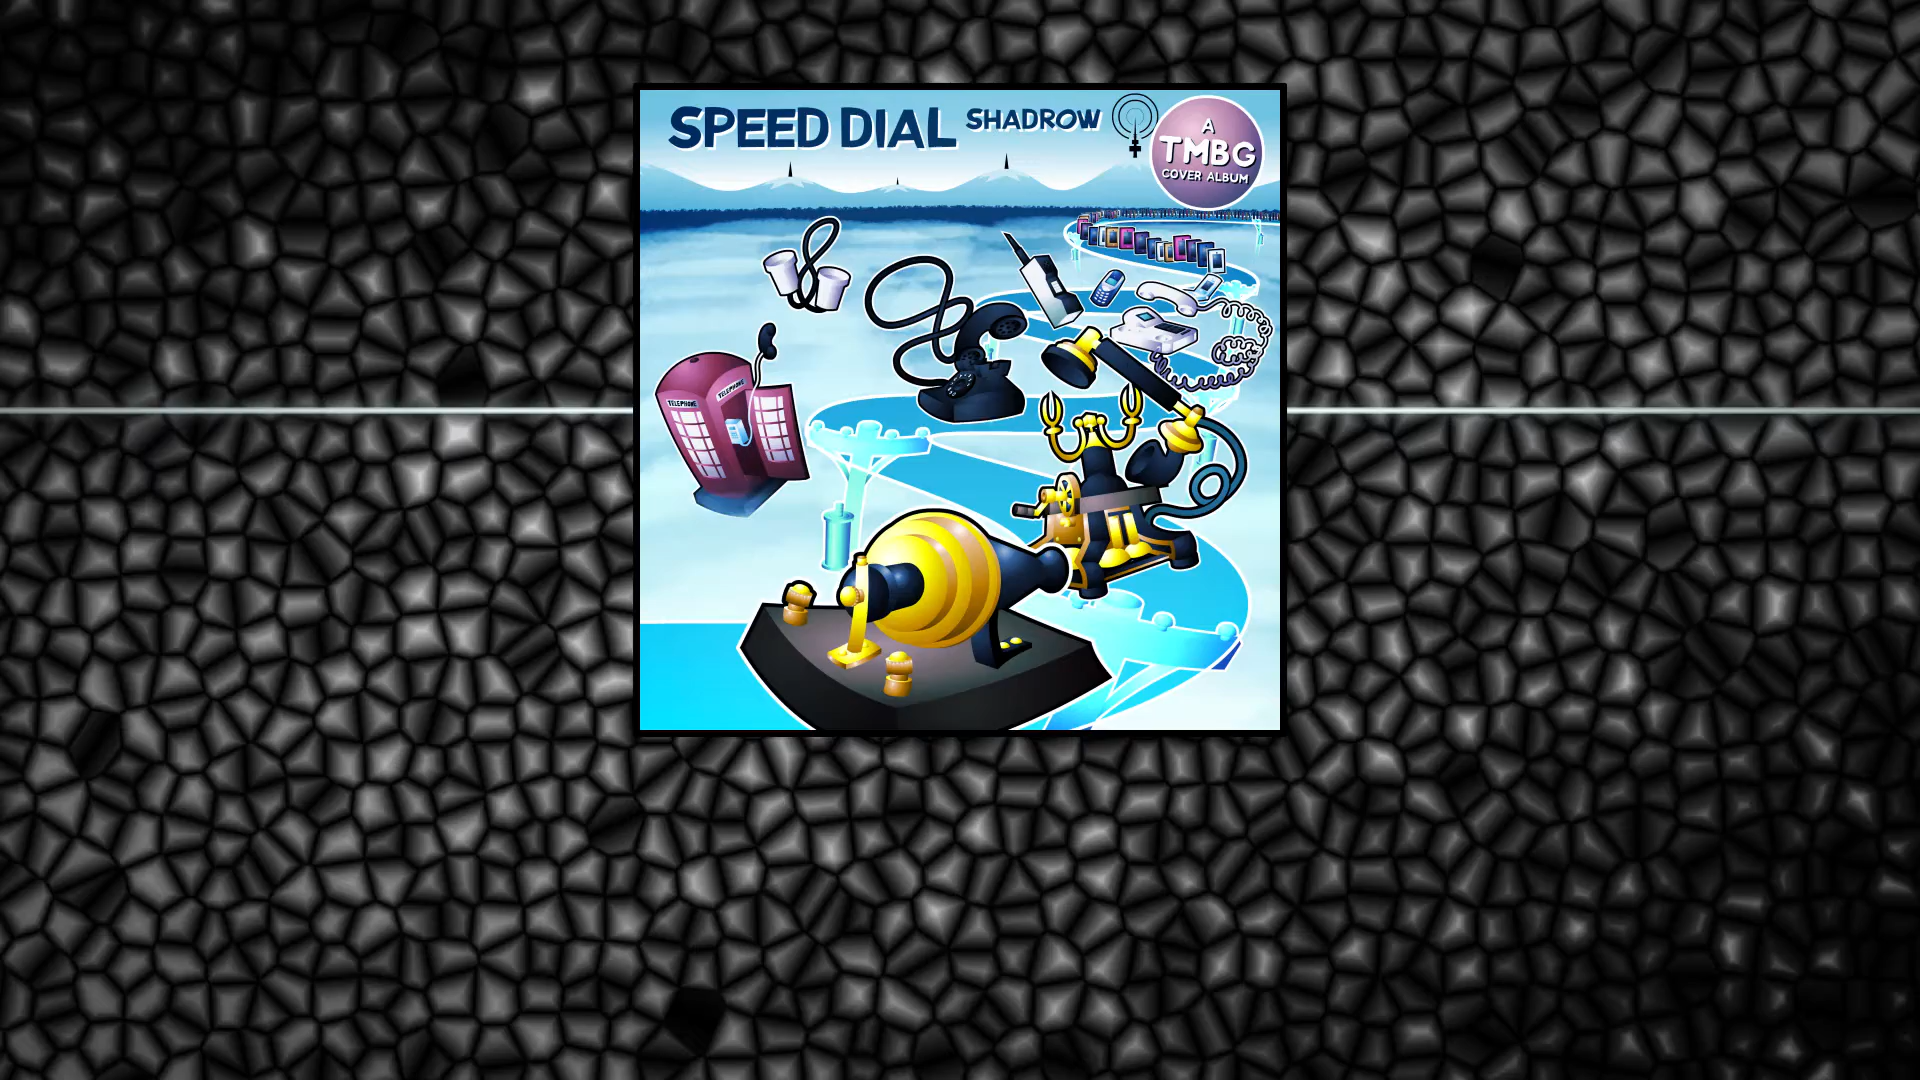 SPEED DIAL SHADROW
A
TMBG
COVER ALBUM
TELEPHONE TELEPHONE